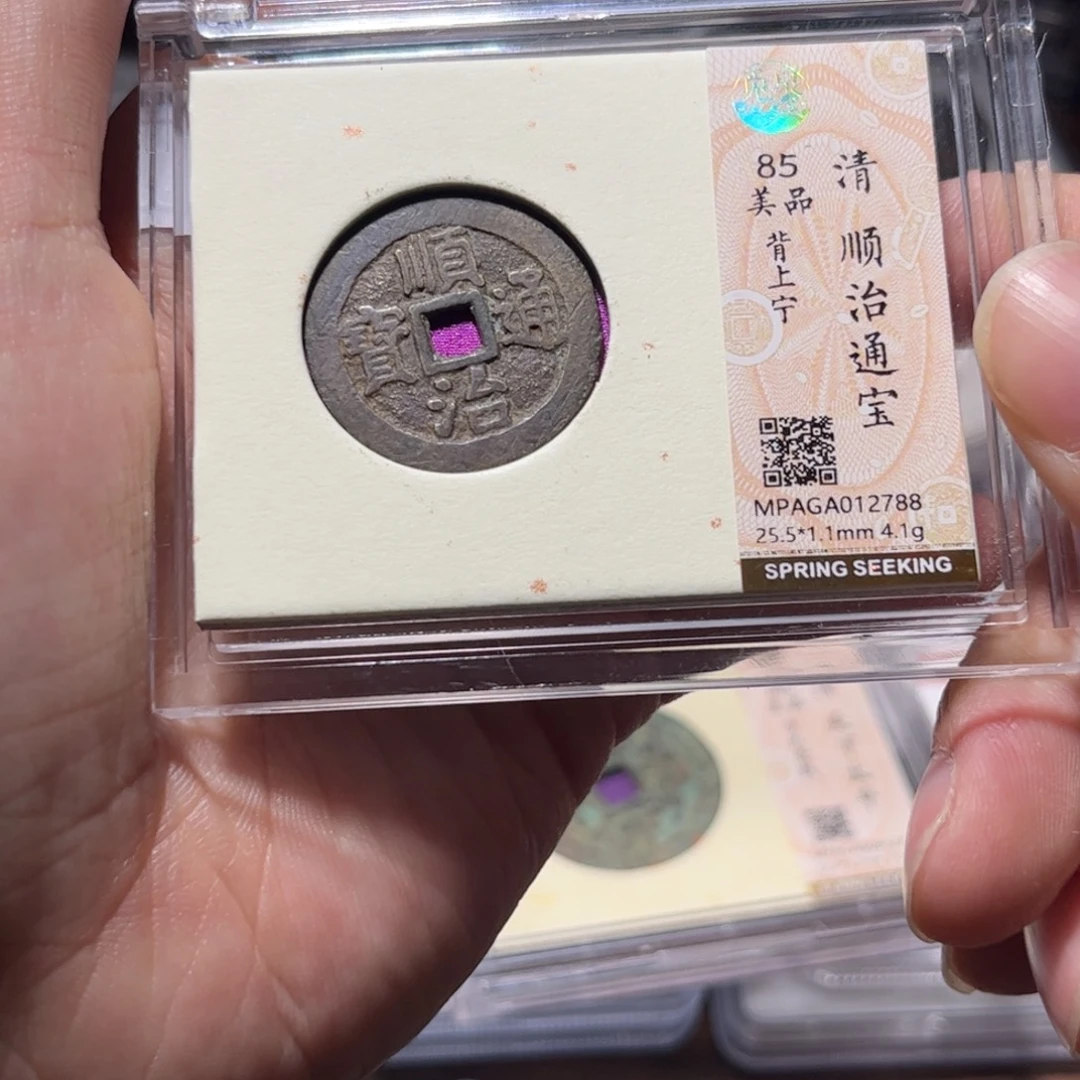 順
治
通
寶
清 顺治通宝
85
美品
背上宁
MPAGA012788
25.5*1.1mm 4.1g
SPRING SEEKING